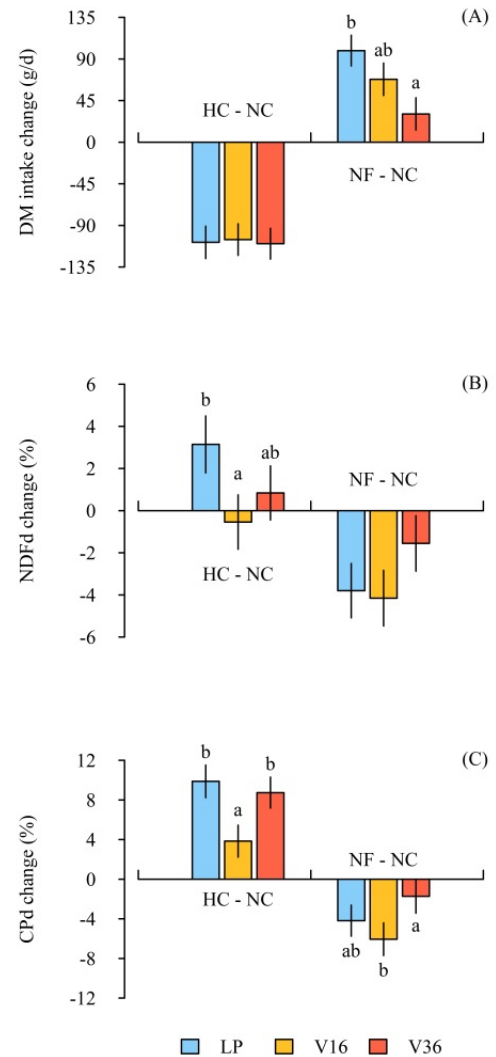 (A)
DM intake change (g/d)
135
90
45
0
-45
-90
-135
HC - NC
NF - NC
b
ab
a
(B)
NDFd change (%)
6
4
2
0
-2
-4
-6
b
a
ab
HC - NC
NF - NC
(C)
CPd change (%)
12
8
4
0
-4
-8
-12
b
a
b
HC - NC
NF - NC
ab
b
a
LP V16 V36